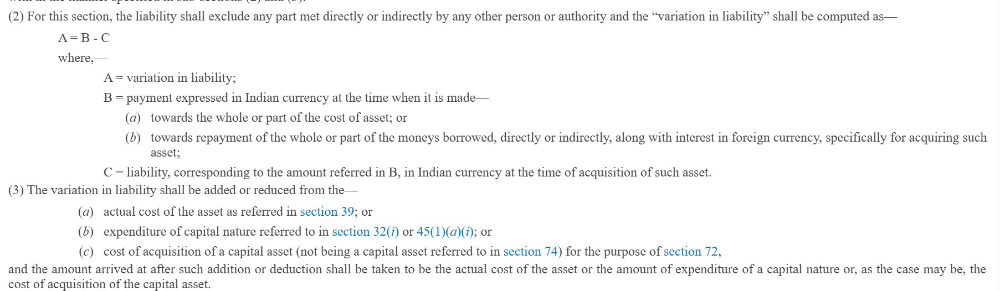 (2) For this section, the liability shall exclude any part met directly or indirectly by any other person or authority and the “variation in liability” shall be computed as—
A = B - C
where,—
A = variation in liability;
B = payment expressed in Indian currency at the time when it is made—
(a) towards the whole or part of the cost of asset; or
(b) towards repayment of the whole or part of the moneys borrowed, directly or indirectly, along with interest in foreign currency, specifically for acquiring such
asset;
C = liability, corresponding to the amount referred in B, in Indian currency at the time of acquisition of such asset.
(3) The variation in liability shall be added or reduced from the—
(a) actual cost of the asset as referred in section 39; or
(b) expenditure of capital nature referred to in section 32(i) or 45(1)(a)(i); or
(c) cost of acquisition of a capital asset (not being a capital asset referred to in section 74) for the purpose of section 72,
and the amount arrived at after such addition or deduction shall be taken to be the actual cost of the asset or the amount of expenditure of a capital nature or, as the case may be, the
cost of acquisition of the capital asset.